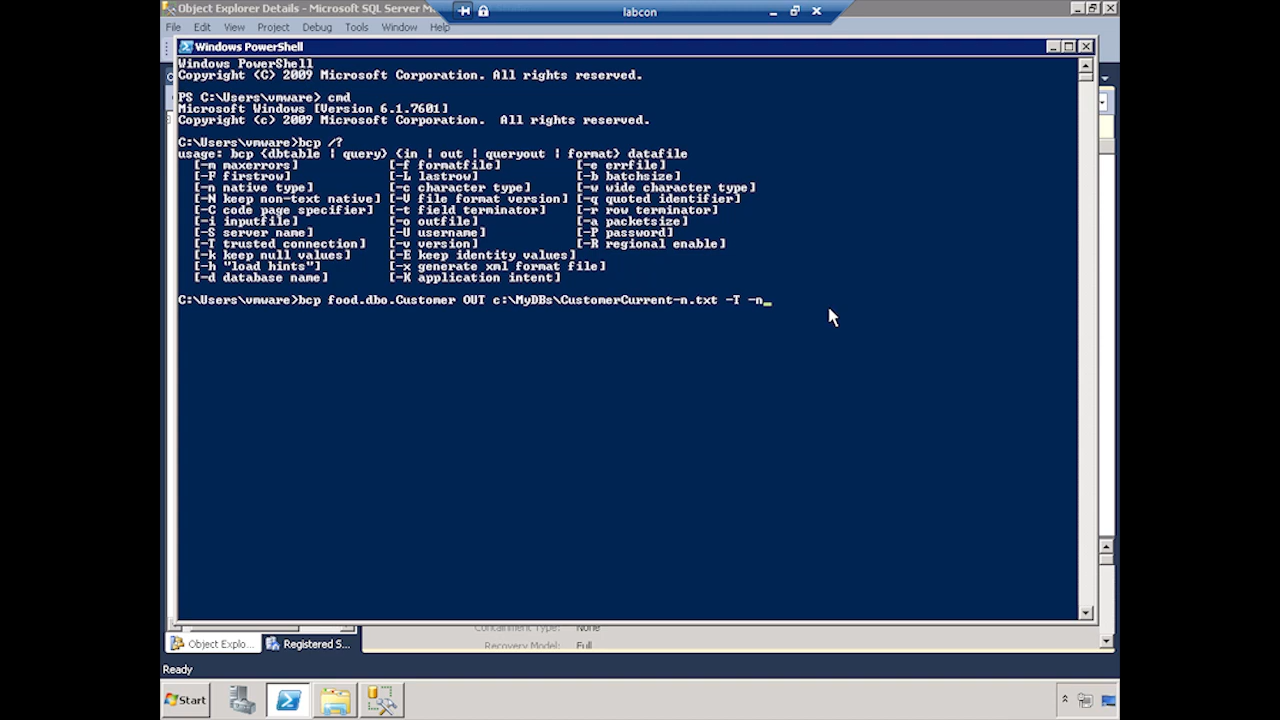 Object Explorer Details - Microsoft SQL Server M
labcon
File Edit View Project Debug Tools Window Help
Windows PowerShell
Windows PowerShell
Copyright (C) 2009 Microsoft Corporation. All rights reserved.
PS C:\Users\vmware> cmd
Microsoft Windows [Version 6.1.7601]
Copyright (c) 2009 Microsoft Corporation.  All rights reserved.
C:\Users\vmware>bcp /?
usage: bcp {dbtable | query} {in | out | queryout | format} datafile
[-m maxerrors] [-f formatfile] [-e errfile]
[-F firstrow] [-L lastrow] [-b batchsize]
[-n native type] [-c character type] [-w wide character type]
[-N keep non-text native] [-V file format version] [-q quoted identifier]
[-C code page specifier] [-t field terminator] [-r row terminator]
[-i inputfile] [-o outfile] [-a packetsize]
[-S server name] [-U username] [-P password]
[-T trusted connection] [-v version] [-R regional enable]
[-k keep null values] [-E keep identity values]
[-h "load hints"] [-x generate xml format file]
[-d database name] [-K application intent]
C:\Users\vmware>bcp food.dbo.Customer OUT c:\MyDBs\CustomerCurrent-n.txt -T -n_
Containment Type: None
Recovery Model: Full
Object Explo... Registered S...
Ready
Start